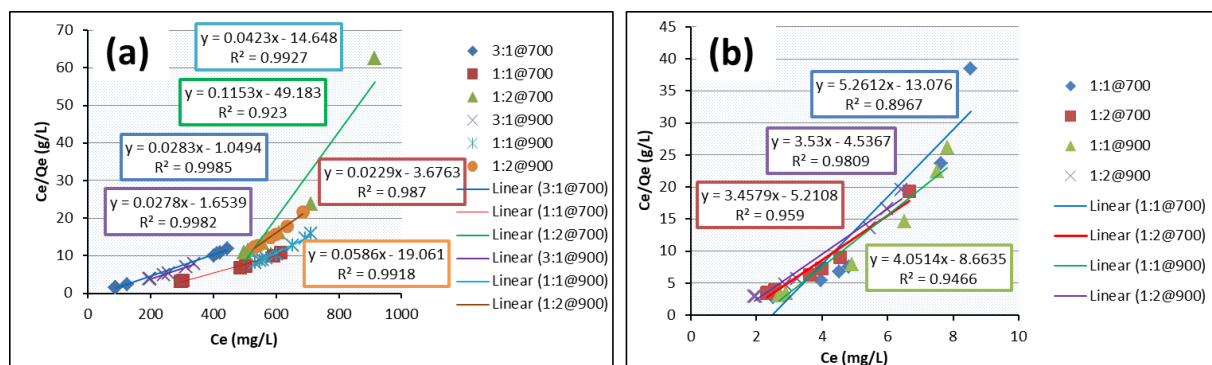 (a)
y = 0.0423x - 14.648
R² = 0.9927
y = 0.1153x - 49.183
R² = 0.923
y = 0.0283x - 1.0494
R² = 0.9985
y = 0.0229x - 3.6763
R² = 0.987
y = 0.0278x - 1.6539
R² = 0.9982
y = 0.0586x - 19.061
R² = 0.9918
Ce/Qe (g/L)
70
60
50
40
30
20
10
0
0 200 400 600 800 1000
Ce (mg/L)
3:1@700
1:1@700
1:2@700
3:1@900
1:1@900
1:2@900
Linear (3:1@700)
Linear (1:1@700)
Linear (1:2@700)
Linear (3:1@900)
Linear (1:1@900)
Linear (1:2@900)
(b)
y = 5.2612x - 13.076
R² = 0.8967
y = 3.53x - 4.5367
R² = 0.9809
y = 3.4579x - 5.2108
R² = 0.959
y = 4.0514x - 8.6635
R² = 0.9466
Ce/Qe (g/L)
45
40
35
30
25
20
15
10
5
0
0 2 4 6 8 10
Ce (mg/L)
1:1@700
1:2@700
1:1@900
1:2@900
Linear (1:1@700)
Linear (1:2@700)
Linear (1:1@900)
Linear (1:2@900)